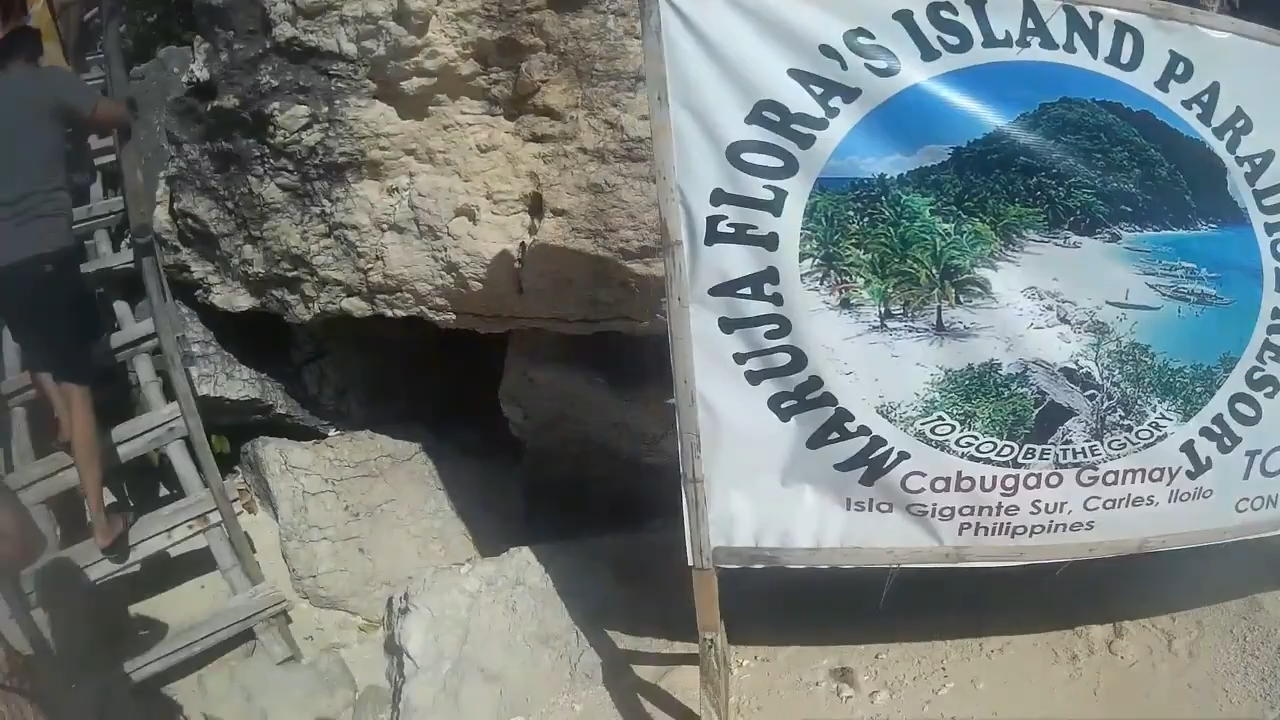 MARUJA FLORA'S ISLAND PARADISE RESORT
TO GOD BE THE GLORY
Cabugao Gamay
Isla Gigante Sur, Carles, Iloilo
Philippines